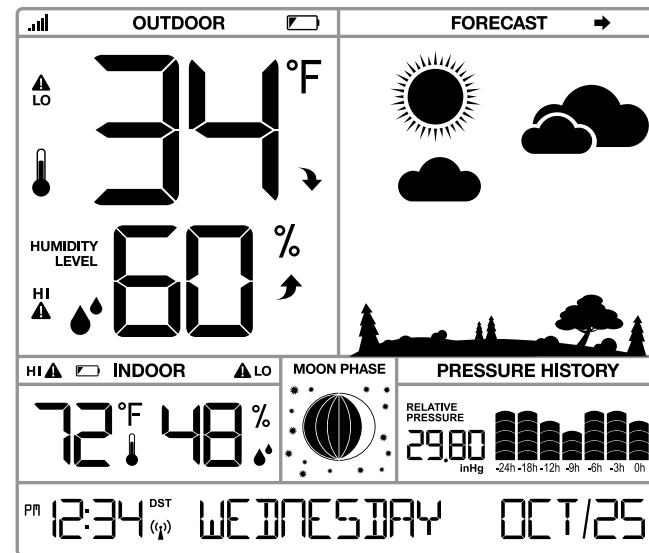 OUTDOOR
FORECAST
LO
34°F
HUMIDITY
LEVEL
60%
HI
HI
INDOOR
LO
MOON PHASE
PRESSURE HISTORY
72°F
48%
RELATIVE
PRESSURE
29.80
inHg
-24h -18h -12h -9h -6h -3h 0h
PM 12:34 DST WEDNESDAY OCT/25